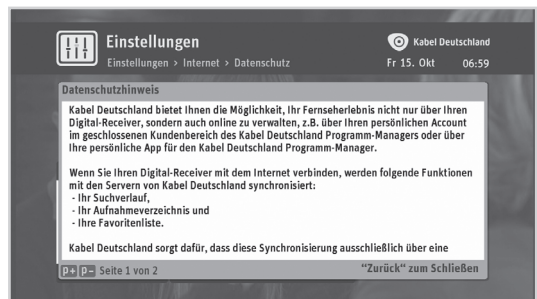 Einstellungen
Kabel Deutschland
Einstellungen > Internet > Datenschutz
Fr 15. Okt 06:59
Datenschutzhinweis
Kabel Deutschland bietet Ihnen die Möglichkeit, Ihr Fernseherlebnis nicht nur über Ihren
Digital-Receiver, sondern auch online zu verwalten, z.B. über Ihren persönlichen Account
im geschlossenen Kundenbereich des Kabel Deutschland Programm-Managers oder über
Ihre persönliche App für den Kabel Deutschland Programm-Manager.
Wenn Sie Ihren Digital-Receiver mit dem Internet verbinden, werden folgende Funktionen
mit den Servern von Kabel Deutschland synchronisiert:
- Ihr Suchverlauf,
- Ihr Aufnahmeverzeichnis und
- Ihre Favoritenliste.
Kabel Deutschland sorgt dafür, dass diese Synchronisierung ausschließlich über eine
P+ P- Seite 1 von 2
"Zurück" zum Schließen